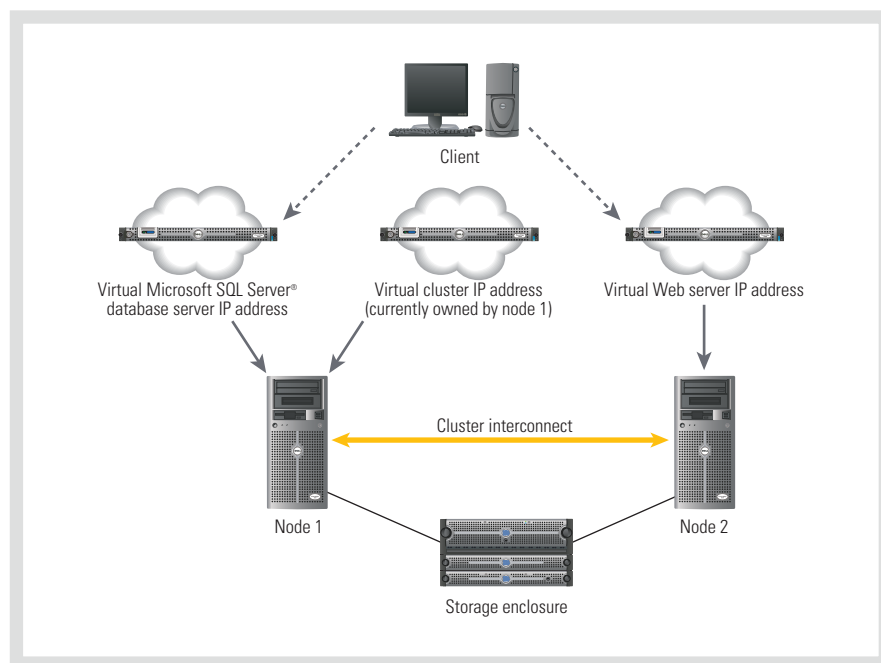 Client
Virtual Microsoft SQL Server®
database server IP address
Virtual cluster IP address
(currently owned by node 1)
Virtual Web server IP address
Cluster interconnect
Node 1
Node 2
Storage enclosure